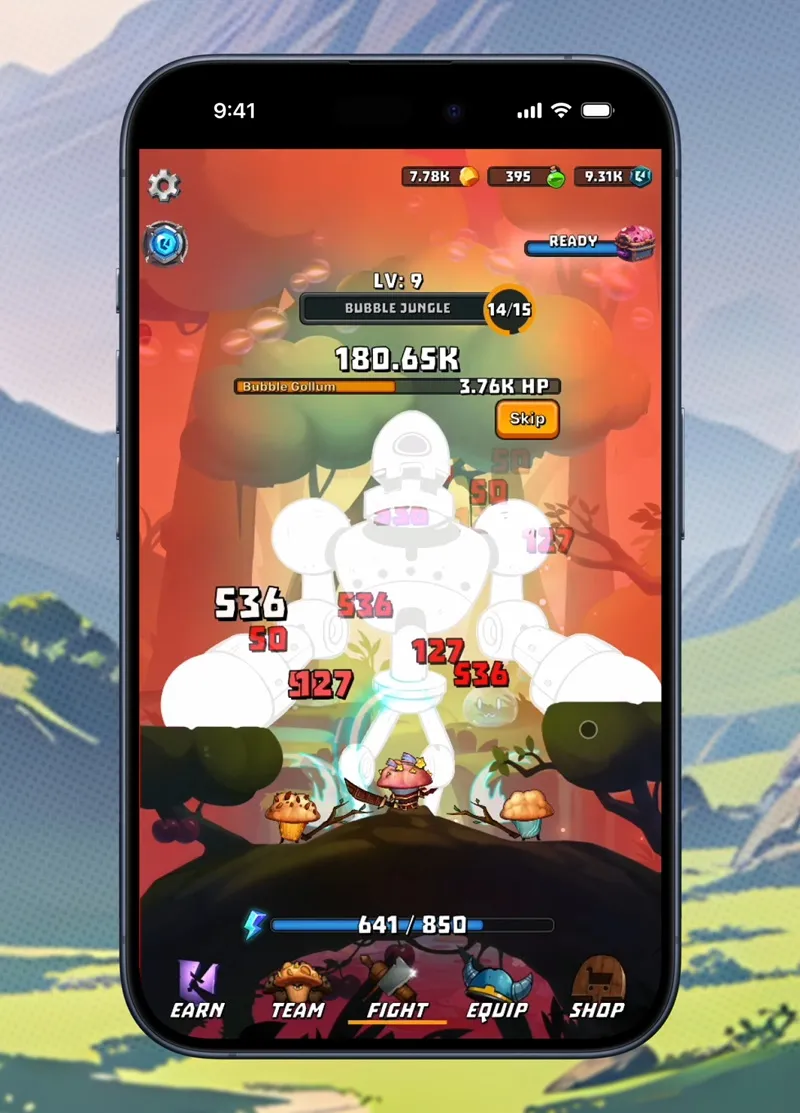 9:41
7.78K 395 9.31K
READY
LV: 9
BUBBLE JUNGLE 14/15
180.65K
Bubble Gollum 3.76K HP
Skip
50
50
536
127
536 536
50
127
536
127
641 / 850
EARN TEAM FIGHT EQUIP SHOP